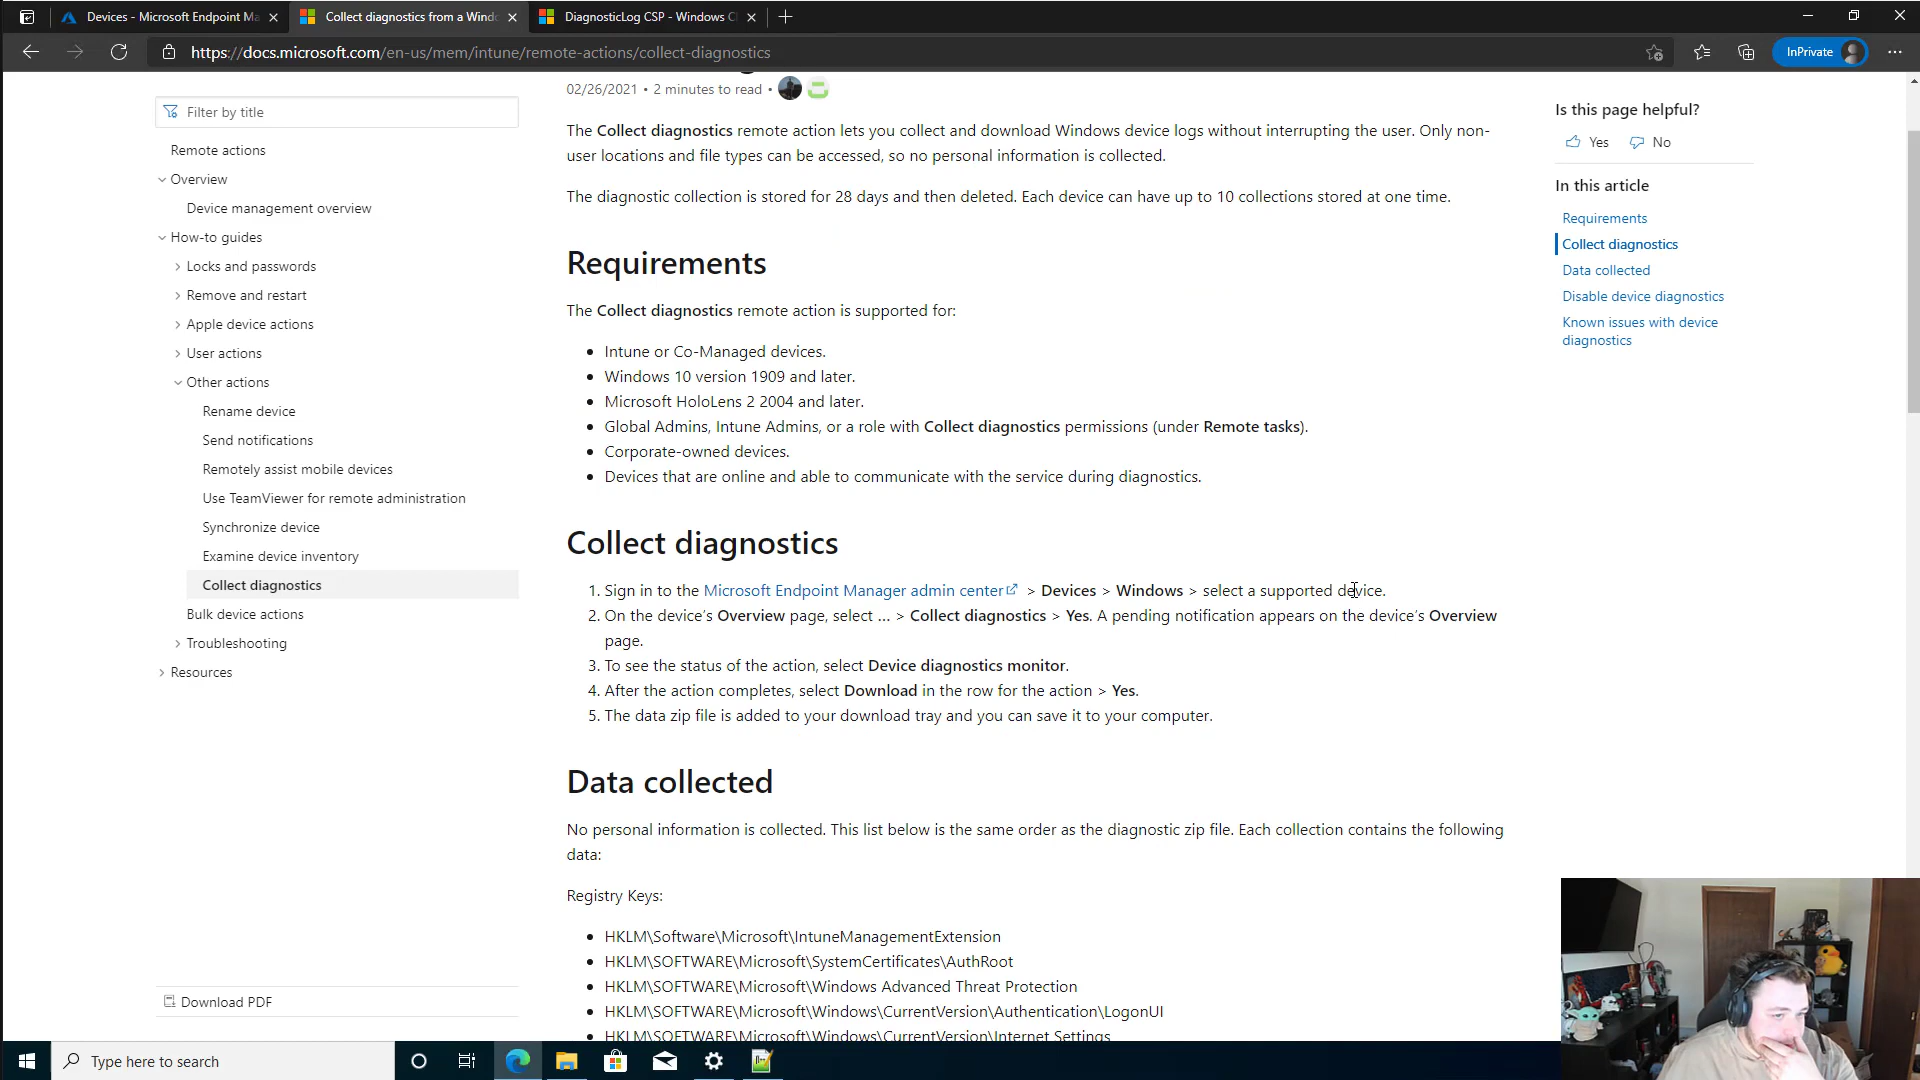 Devices - Microsoft Endpoint Ma
Collect diagnostics from a Windo
DiagnosticLog CSP - Windows Cl
https://docs.microsoft.com/en-us/mem/intune/remote-actions/collect-diagnostics
InPrivate
Filter by title
Remote actions
Overview
Device management overview
How-to guides
Locks and passwords
Remove and restart
Apple device actions
User actions
Other actions
Rename device
Send notifications
Remotely assist mobile devices
Use TeamViewer for remote administration
Synchronize device
Examine device inventory
Collect diagnostics
Bulk device actions
Troubleshooting
Resources
Download PDF
02/26/2021 • 2 minutes to read •
The Collect diagnostics remote action lets you collect and download Windows device logs without interrupting the user. Only non-
user locations and file types can be accessed, so no personal information is collected.
The diagnostic collection is stored for 28 days and then deleted. Each device can have up to 10 collections stored at one time.
Requirements
The Collect diagnostics remote action is supported for:
• Intune or Co-Managed devices.
• Windows 10 version 1909 and later.
• Microsoft HoloLens 2 2004 and later.
• Global Admins, Intune Admins, or a role with Collect diagnostics permissions (under Remote tasks).
• Corporate-owned devices.
• Devices that are online and able to communicate with the service during diagnostics.
Collect diagnostics
1. Sign in to the Microsoft Endpoint Manager admin center > Devices > Windows > select a supported device.
2. On the device's Overview page, select ... > Collect diagnostics > Yes. A pending notification appears on the device's Overview
page.
3. To see the status of the action, select Device diagnostics monitor.
4. After the action completes, select Download in the row for the action > Yes.
5. The data zip file is added to your download tray and you can save it to your computer.
Data collected
No personal information is collected. This list below is the same order as the diagnostic zip file. Each collection contains the following
data:
Registry Keys:
• HKLM\Software\Microsoft\IntuneManagementExtension
• HKLM\SOFTWARE\Microsoft\SystemCertificates\AuthRoot
• HKLM\SOFTWARE\Microsoft\Windows Advanced Threat Protection
• HKLM\SOFTWARE\Microsoft\Windows\CurrentVersion\Authentication\LogonUI
• HKLM\SOFTWARE\Microsoft\Windows\CurrentVersion\Internet Settings
Is this page helpful?
Yes No
In this article
Requirements
Collect diagnostics
Data collected
Disable device diagnostics
Known issues with device
diagnostics
Type here to search